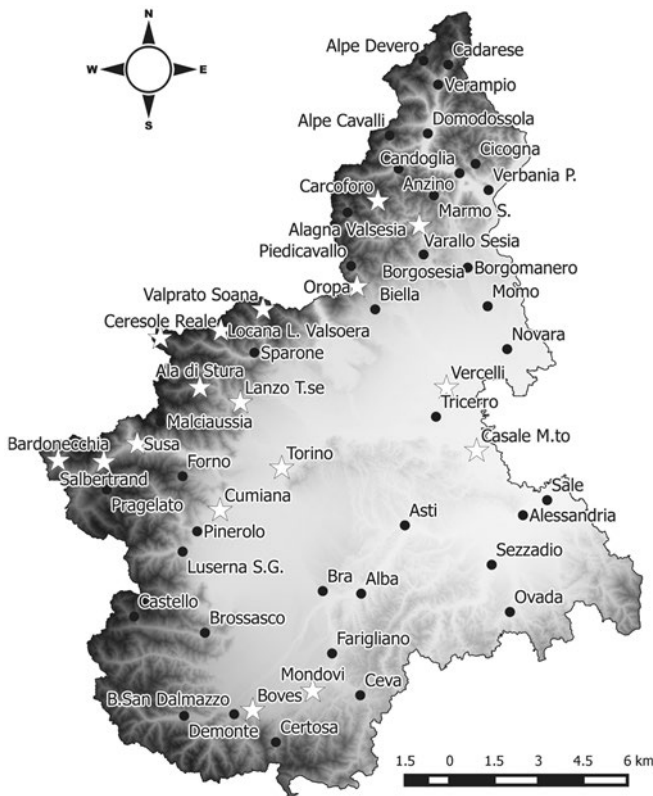 N
W E
S
Alpe Devero
Cadarese
Verampio
Alpe Cavalli
Domodossola
Cicogna
Candoglia
Verbania P.
Anzino
Carcoforo
Marmo S.
Alagna Valsesia
Varallo Sesia
Piedicavallo
Borgosesia
Borgomanero
Oropa
Biella
Momo
Valprato Soana
Ceresole Reale
Locana L. Valsoera
Novara
Sparone
Ala di Stura
Lanzo T.se
Vercelli
Tricerro
Malciaussia
Bardonecchia
Susa
Torino
Casale M.to
Salbertrand
Forno
Pragelato
Cumiana
Sale
Asti
Alessandria
Pinerolo
Luserna S.G.
Sezzadio
Bra
Alba
Castello
Brossasco
Ovada
Farigliano
Mondovi
Ceva
B.San Dalmazzo
Boves
Demonte
Certosa
1.5 0 1.5 3 4.5 6 km